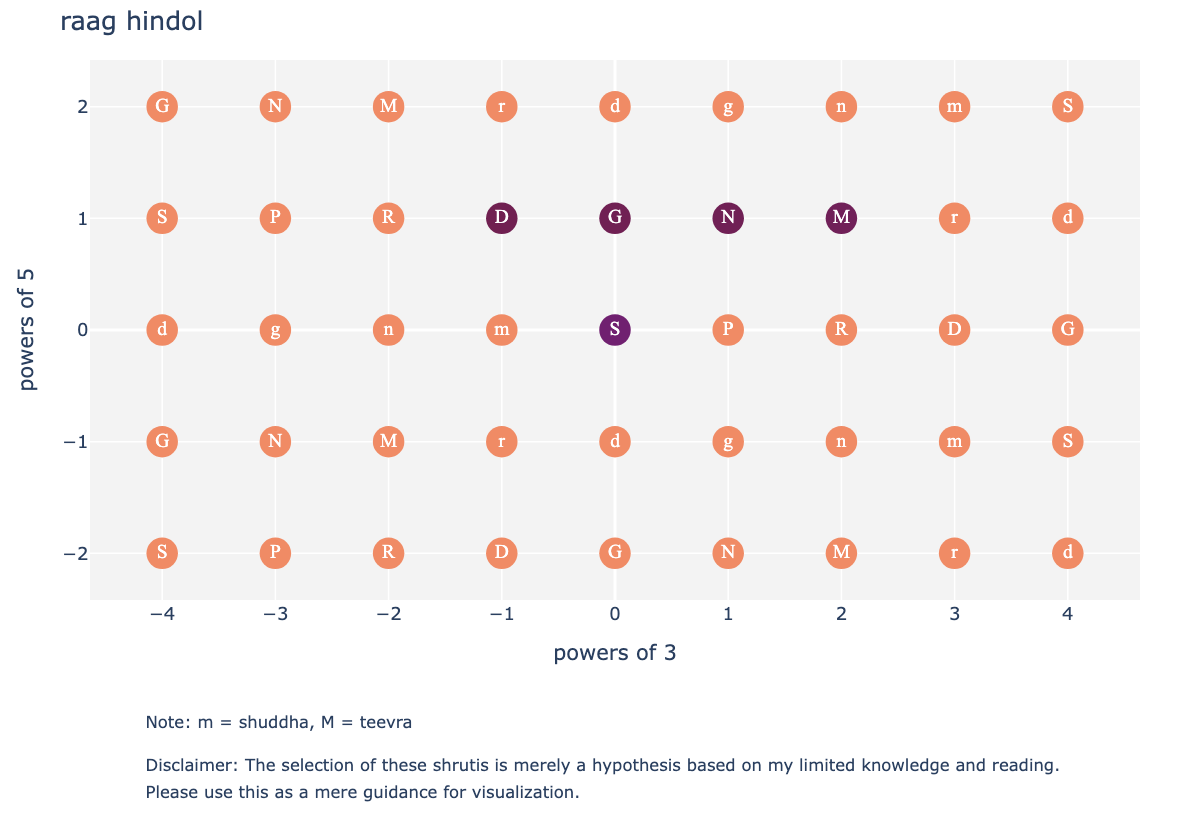 raag hindol
2 G N M r d g n m S
1 S P R D G N M r d
0 d g n m S P R D G
−1 G N M r d g n m S
−2 S P R D G N M r d
−4 −3 −2 −1 0 1 2 3 4
powers of 5
powers of 3
Note: m = shuddha, M = teevra
Disclaimer: The selection of these shrutis is merely a hypothesis based on my limited knowledge and reading.
Please use this as a mere guidance for visualization.